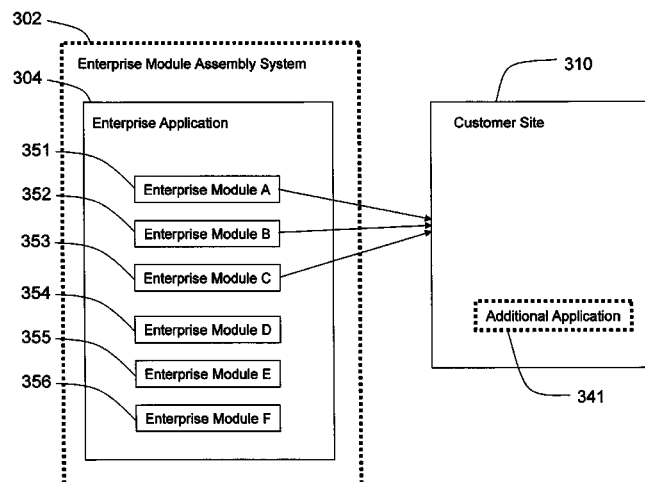 302
Enterprise Module Assembly System
304
Enterprise Application
351
Enterprise Module A
352
Enterprise Module B
353
Enterprise Module C
354
Enterprise Module D
355
Enterprise Module E
356
Enterprise Module F
310
Customer Site
Additional Application
341